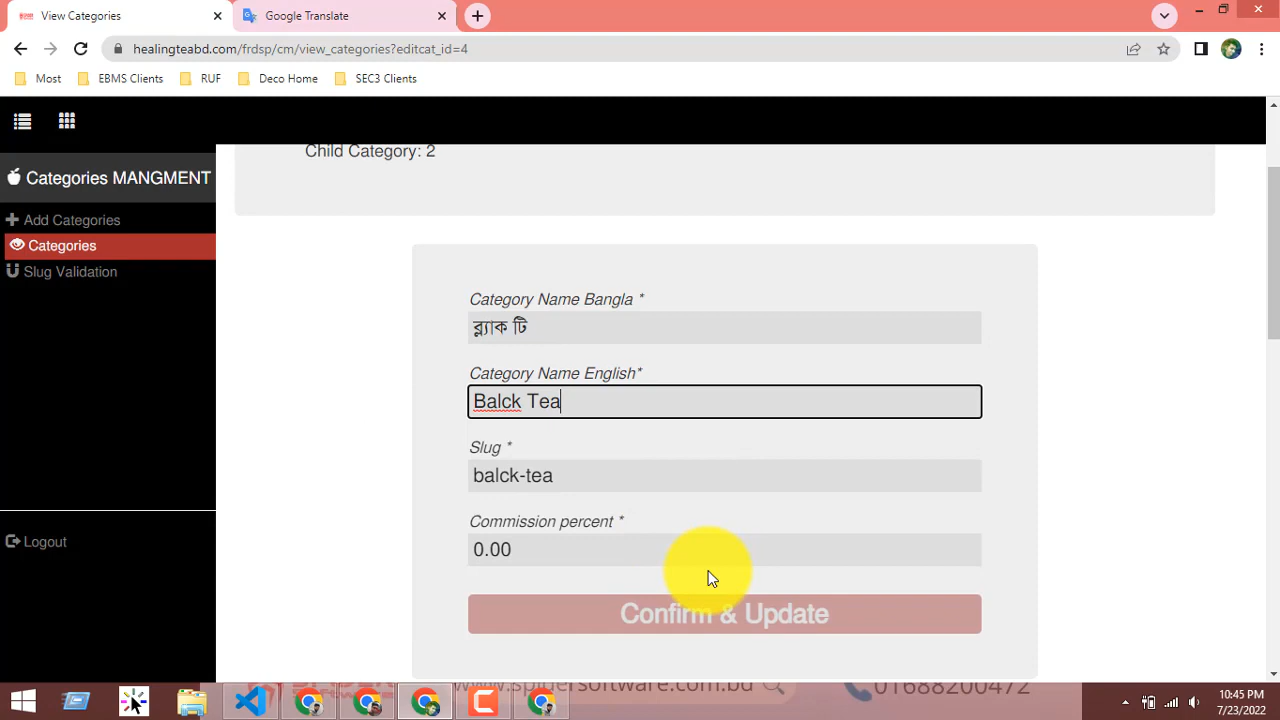 View Categories
Google Translate
healingteabd.com/frdsp/cm/view_categories?editcat_id=4
Most
EBMS Clients
RUF
Deco Home
SEC3 Clients
Categories MANGMENT
Add Categories
Categories
Slug Validation
Logout
Child Category: 2
Category Name Bangla *
ব্ল্যাক টি
Category Name English*
Balck Tea
Slug *
balck-tea
Commission percent *
0.00
Confirm & Update
www.spidersoftware.com.bd
01688200472
10:45 PM
7/23/2022